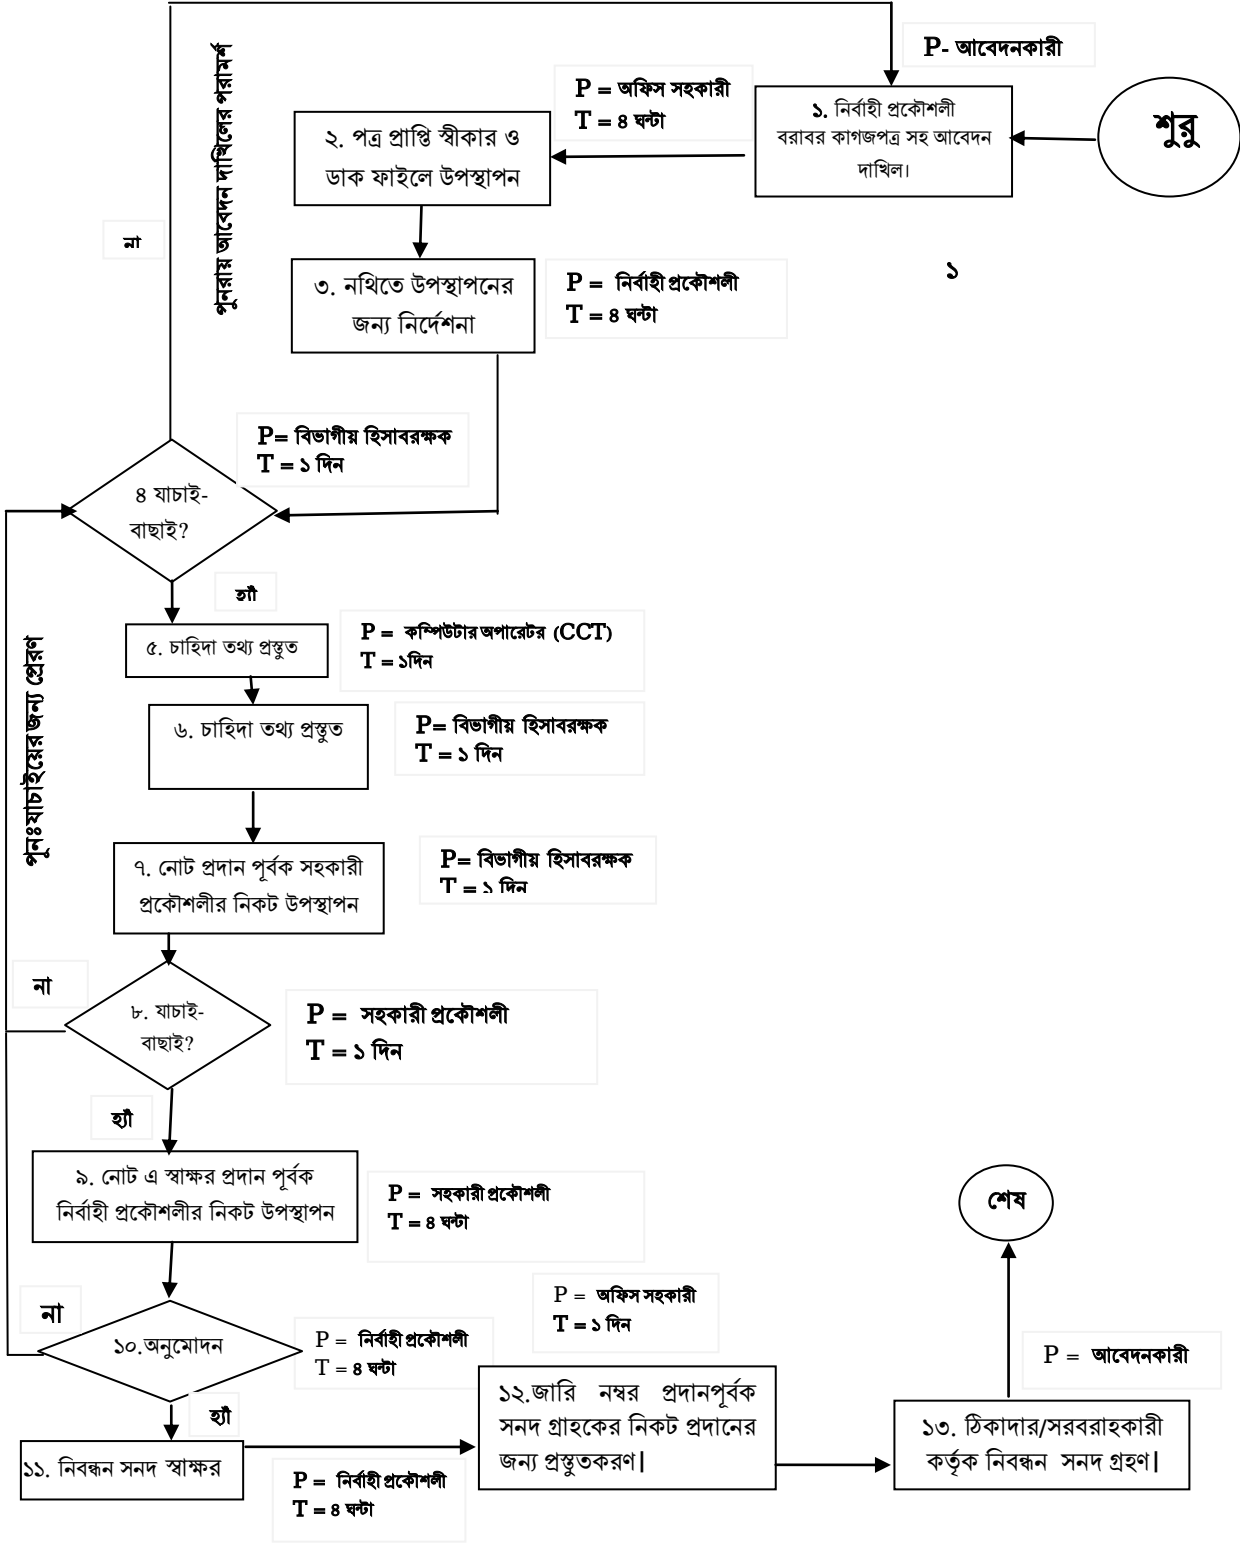 শুরু
P- আবেদনকারী
১. নির্বাহী প্রকৌশলী
বরাবর কাগজপত্র সহ আবেদন
দাখিল।
P = অফিস সহকারী
T = ৪ ঘন্টা
২. পত্র প্রাপ্তি স্বীকার ও
ডাক ফাইলে উপস্থাপন
পুনরায় আবেদন দাখিলের পরামর্শ
না
১
৩. নথিতে উপস্থাপনের
জন্য নির্দেশনা
P = নির্বাহী প্রকৌশলী
T = ৪ ঘন্টা
P= বিভাগীয় হিসাবরক্ষক
T = ১ দিন
৪ যাচাই-
বাছাই?
হ্যাঁ
৫. চাহিদা তথ্য প্রস্তুত
P = কম্পিউটার অপারেটর (CCT)
T = ১দিন
পুনঃযাচাইয়ের জন্য প্রেরণ
৬. চাহিদা তথ্য প্রস্তুত
P= বিভাগীয় হিসাবরক্ষক
T = ১ দিন
৭. নোট প্রদান পূর্বক সহকারী
প্রকৌশলীর নিকট উপস্থাপন
P= বিভাগীয় হিসাবরক্ষক
T = ১ দিন
না
৮. যাচাই-
বাছাই?
P = সহকারী প্রকৌশলী
T = ১ দিন
হ্যাঁ
৯. নোট এ স্বাক্ষর প্রদান পূর্বক
নির্বাহী প্রকৌশলীর নিকট উপস্থাপন
P = সহকারী প্রকৌশলী
T = ৪ ঘন্টা
না
১০.অনুমোদন
P = নির্বাহী প্রকৌশলী
T = ৪ ঘন্টা
হ্যাঁ
১১. নিবন্ধন সনদ স্বাক্ষর
P = নির্বাহী প্রকৌশলী
T = ৪ ঘন্টা
P = অফিস সহকারী
T = ১ দিন
১২.জারি নম্বর প্রদানপূর্বক
সনদ গ্রাহকের নিকট প্রদানের
জন্য প্রস্তুতকরণ|
১৩. ঠিকাদার/সরবরাহকারী
কর্তৃক নিবন্ধন সনদ গ্রহণ|
P = আবেদনকারী
শেষ